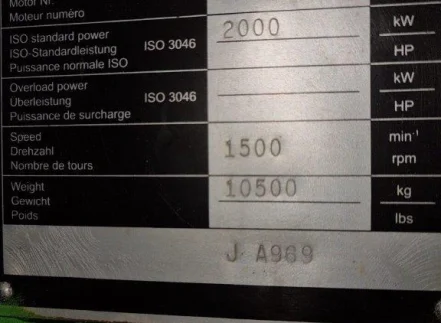 Motor Nr.
Moteur numéro
ISO standard power
ISO-Standardleistung
Puissance normale ISO
ISO 3046
2000
kW
HP
Overload power
Überleistung
Puissance de surcharge
ISO 3046
kW
HP
Speed
Drehzahl
Nombre de tours
1500
min⁻¹
rpm
Weight
Gewicht
Poids
10500
kg
lbs
J A969